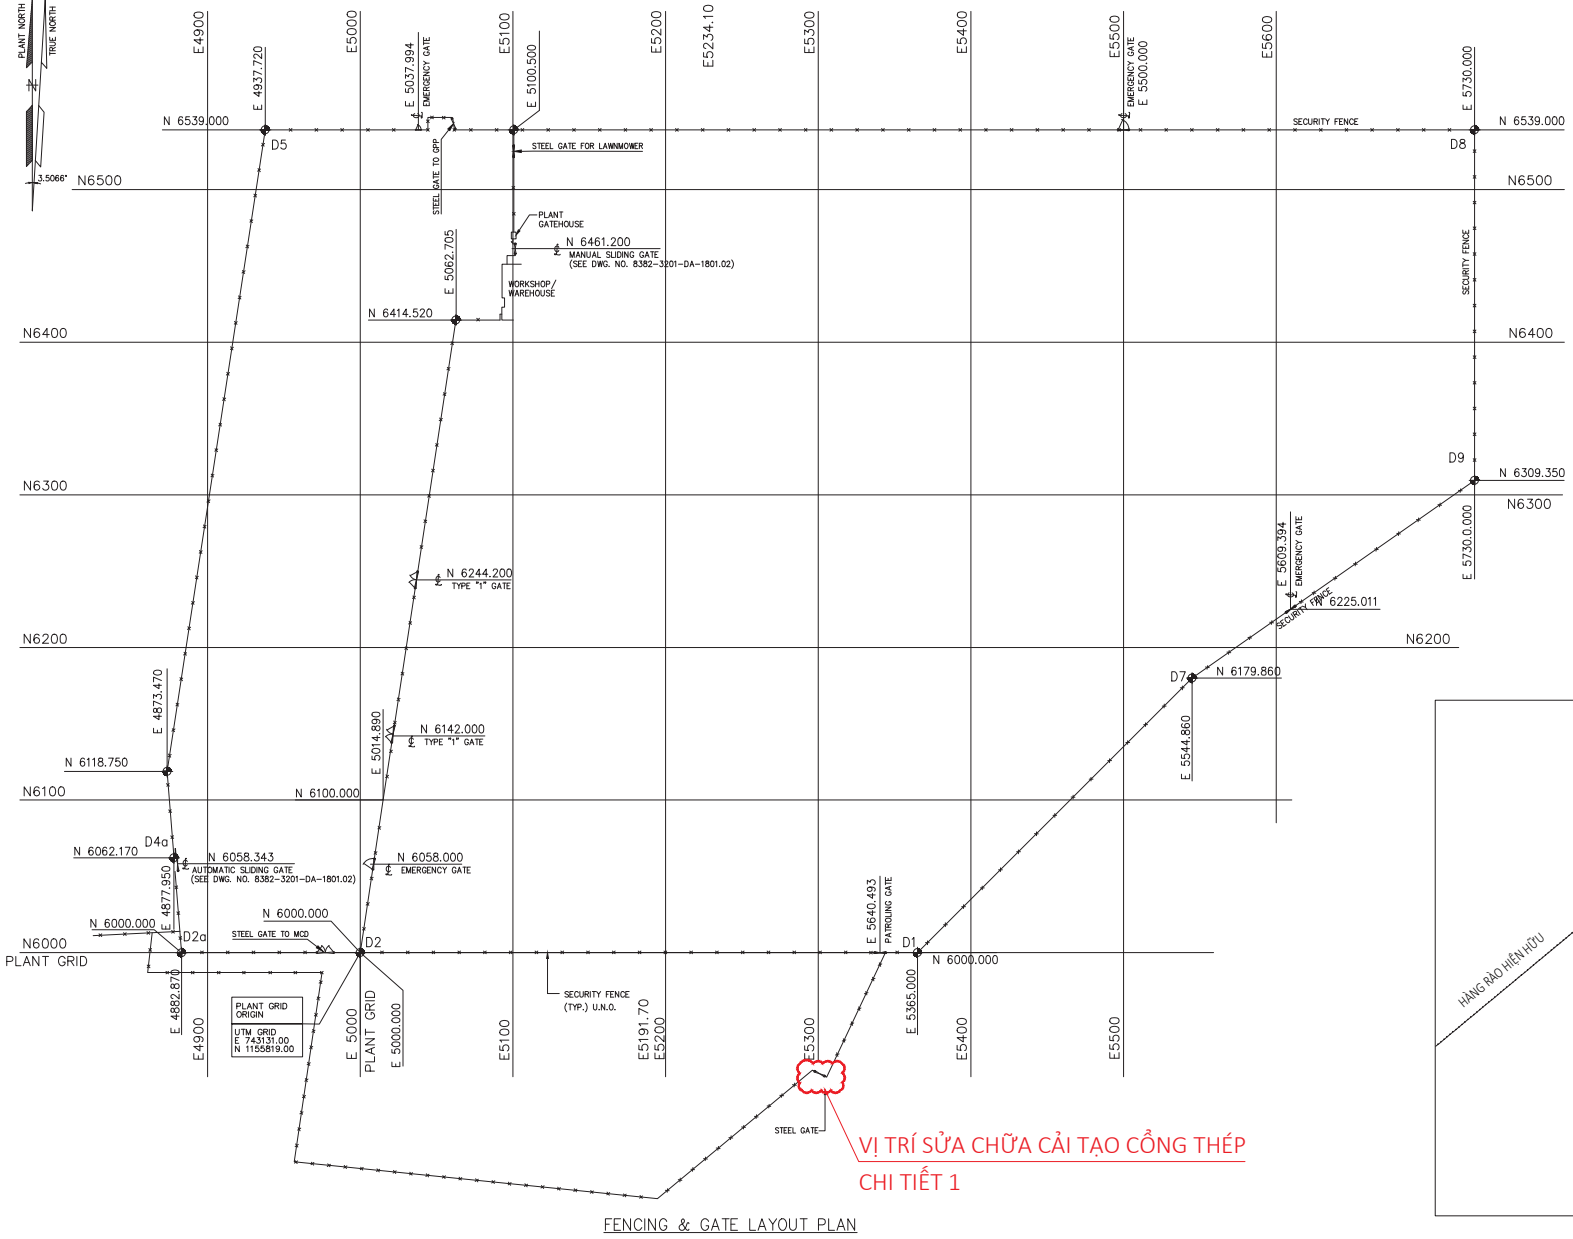 PLANT NORTH
TRUE NORTH
N
3.5066°
E4900
E 4937.720
E5000
E 5037.994
EMERGENCY GATE
E5100
E 5100.500
E5200
E5234.10
E5300
E5400
EMERGENCY GATE
E5500
E 5500.000
E5600
E 5730.000
N 6539.000
D5
SECURITY FENCE
N 6539.000
D8
STEEL GATE FOR LAWNMOWER
STEEL GATE TO GPP
N6500
N6500
PLANT
GATEHOUSE
N 6461.200
MANUAL SLIDING GATE
(SEE DWG. NO. 8382-3201-DA-1801.02)
E 5062.705
WORKSHOP/
WAREHOUSE
SECURITY FENCE
N 6414.520
N6400
N6400
D9
N 6309.350
N6300
N6300
E 5730.0.000
E 5609.394
EMERGENCY GATE
N 6244.200
TYPE "1" GATE
N 6225.011
SECURITY FENCE
N6200
N6200
D7
N 6179.860
E 4873.470
E 5014.890
N 6142.000
TYPE "1" GATE
E 5544.860
N 6118.750
N6100
N 6100.000
D4a
N 6062.170
N 6058.343
AUTOMATIC SLIDING GATE
(SEE DWG. NO. 8382-3201-DA-1801.02)
N 6058.000
EMERGENCY GATE
E 4877.950
E 5640.493
PATROLING GATE
N 6000.000
N 6000.000
D2a
STEEL GATE TO MCD
D2
D1
N6000
PLANT GRID
N 6000.000
E 4882.870
E4900
PLANT GRID
ORIGIN
UTM GRID
E 743131.00
N 1155819.00
E 5000
PLANT GRID
E 5000.000
E5100
SECURITY FENCE
(TYP.) U.N.O.
E5191.70
E5200
E5300
E 5365.000
E5400
E5500
HÀNG RÀO HIỆN HỮU
STEEL GATE
VỊ TRÍ SỬA CHỮA CẢI TẠO CỔNG THÉP
CHI TIẾT 1
FENCING & GATE LAYOUT PLAN